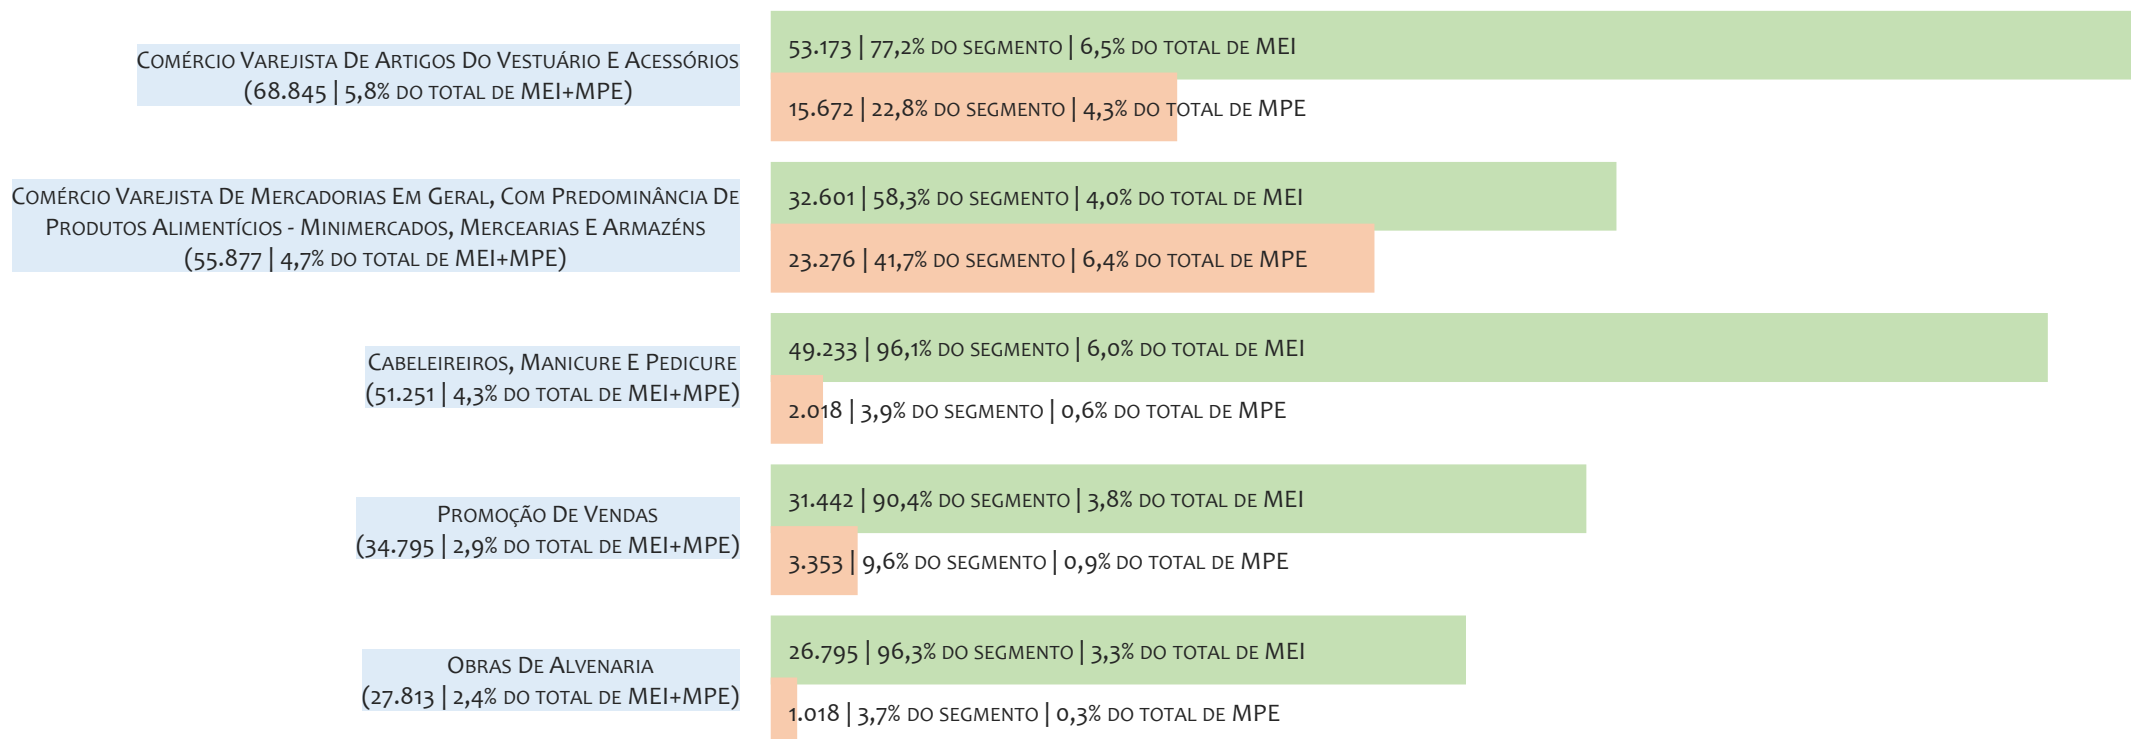 Comércio Varejista De Artigos Do Vestuário E Acessórios
(68.845 | 5,8% do total de MEI+MPE)
53.173 | 77,2% do segmento | 6,5% do total de MEI
15.672 | 22,8% do segmento | 4,3% do total de MPE
Comércio Varejista De Mercadorias Em Geral, Com Predominância De
Produtos Alimentícios - Minimercados, Mercearias E Armazéns
(55.877 | 4,7% do total de MEI+MPE)
32.601 | 58,3% do segmento | 4,0% do total de MEI
23.276 | 41,7% do segmento | 6,4% do total de MPE
Cabeleireiros, Manicure E Pedicure
(51.251 | 4,3% do total de MEI+MPE)
49.233 | 96,1% do segmento | 6,0% do total de MEI
2.018 | 3,9% do segmento | 0,6% do total de MPE
Promoção De Vendas
(34.795 | 2,9% do total de MEI+MPE)
31.442 | 90,4% do segmento | 3,8% do total de MEI
3.353 | 9,6% do segmento | 0,9% do total de MPE
Obras De Alvenaria
(27.813 | 2,4% do total de MEI+MPE)
26.795 | 96,3% do segmento | 3,3% do total de MEI
1.018 | 3,7% do segmento | 0,3% do total de MPE